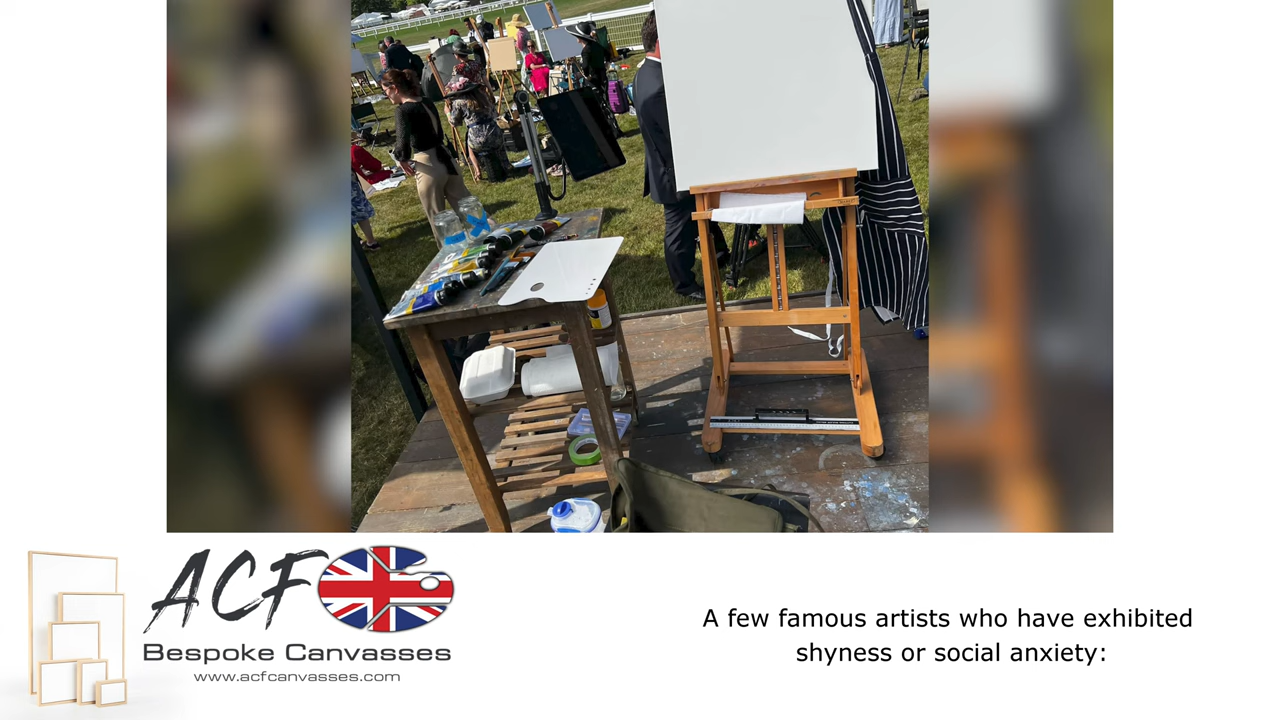 ACF
Bespoke Canvasses
www.acfcanvasses.com
A few famous artists who have exhibited
shyness or social anxiety: